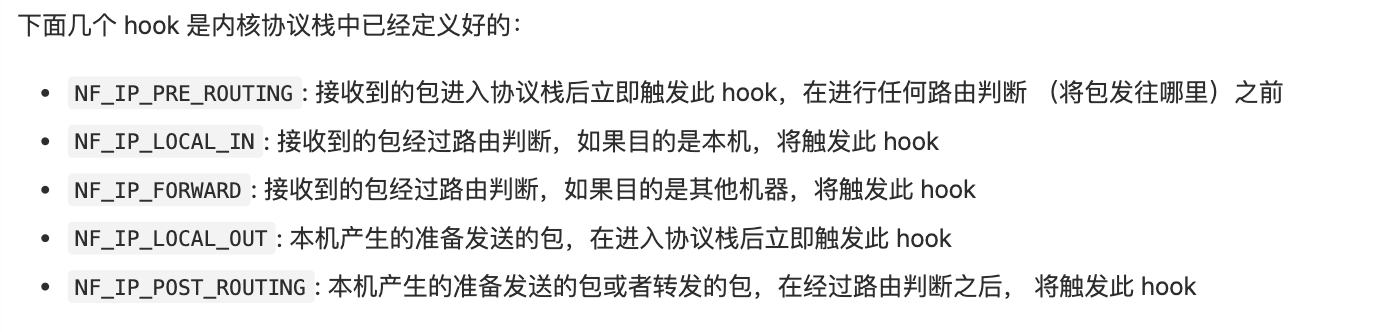 下面几个 hook 是内核协议栈中已经定义好的：
• NF_IP_PRE_ROUTING: 接收到的包进入协议栈后立即触发此 hook，在进行任何路由判断 （将包发往哪里）之前
• NF_IP_LOCAL_IN: 接收到的包经过路由判断，如果目的是本机，将触发此 hook
• NF_IP_FORWARD: 接收到的包经过路由判断，如果目的是其他机器，将触发此 hook
• NF_IP_LOCAL_OUT: 本机产生的准备发送的包，在进入协议栈后立即触发此 hook
• NF_IP_POST_ROUTING: 本机产生的准备发送的包或者转发的包，在经过路由判断之后， 将触发此 hook